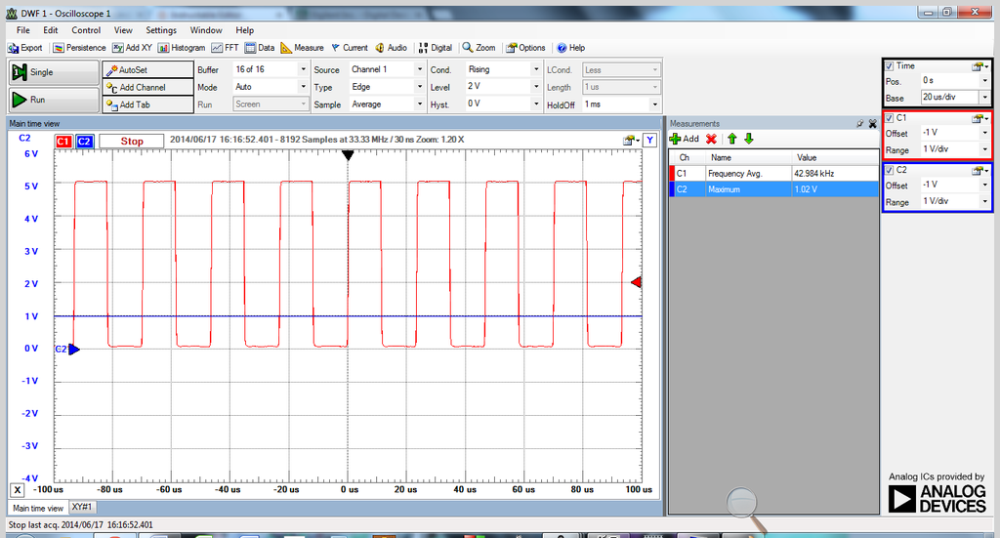 DWF 1 - Oscilloscope 1
File Edit Control View Settings Window Help
Export Persistence Add XY Histogram FFT Data Measure Current Audio Digital Zoom Options Help
Single
Run
AutoSet
Add Channel
Add Tab
Buffer 16 of 16 Source Channel 1 Cond. Rising LCond. Less
Mode Auto Type Edge Level 2 V Length 1 us
Run Screen Sample Average Hyst. 0 V HoldOff 1 ms
Time
Pos. 0 s
Base 20 us/div
C1
Offset -1 V
Range 1 V/div
C2
Offset -1 V
Range 1 V/div
Main time view
C2 C1 C2 Stop 2014/06/17 16:16:52.401 - 8192 Samples at 33.33 MHz / 30 ns Zoom: 1.20 X Y
6 V
5 V
4 V
3 V
2 V
1 V
0 V
C2
-1 V
-2 V
-3 V
-4 V
X -100 us -80 us -60 us -40 us -20 us 0 us 20 us 40 us 60 us 80 us 100 us
Main time view XY#1
Measurements
Add
Ch Name Value
C1 Frequency Avg. 42.984 kHz
C2 Maximum 1.02 V
Analog ICs provided by
ANALOG
DEVICES
Stop last acq. 2014/06/17 16:16:52.401